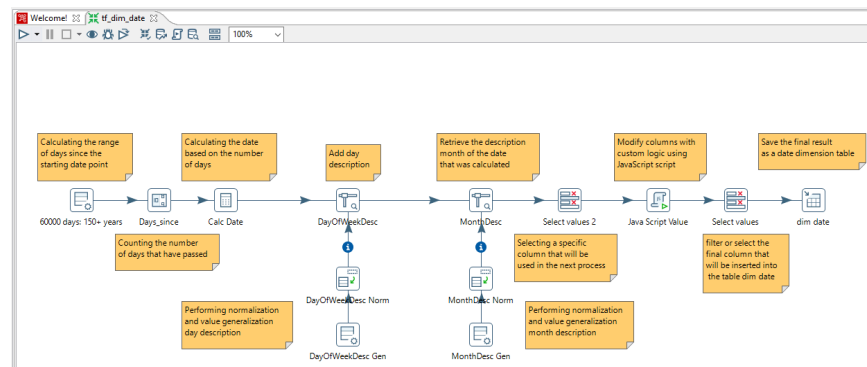 Welcome!
tf_dim_date
100%
Calculating the range
of days since the
starting date point
Calculating the date
based on the number
of days
Add day
description
Retrieve the description
month of the date
that was calculated
Modify columns with
custom logic using
JavaScript script
Save the final result
as a date dimension table
60000 days: 150+ years
Days_since
Calc Date
DayOfWeekDesc
MonthDesc
Select values 2
Java Script Value
Select values
dim date
Counting the number
of days that have passed
Selecting a specific
column that will be
used in the next process
filter or select the
final column that
will be inserted into
the table dim date
DayOfWeekDesc Norm
MonthDesc Norm
Performing normalization
and value generalization
day description
Performing normalization
and value generalization
month description
DayOfWeekDesc Gen
MonthDesc Gen